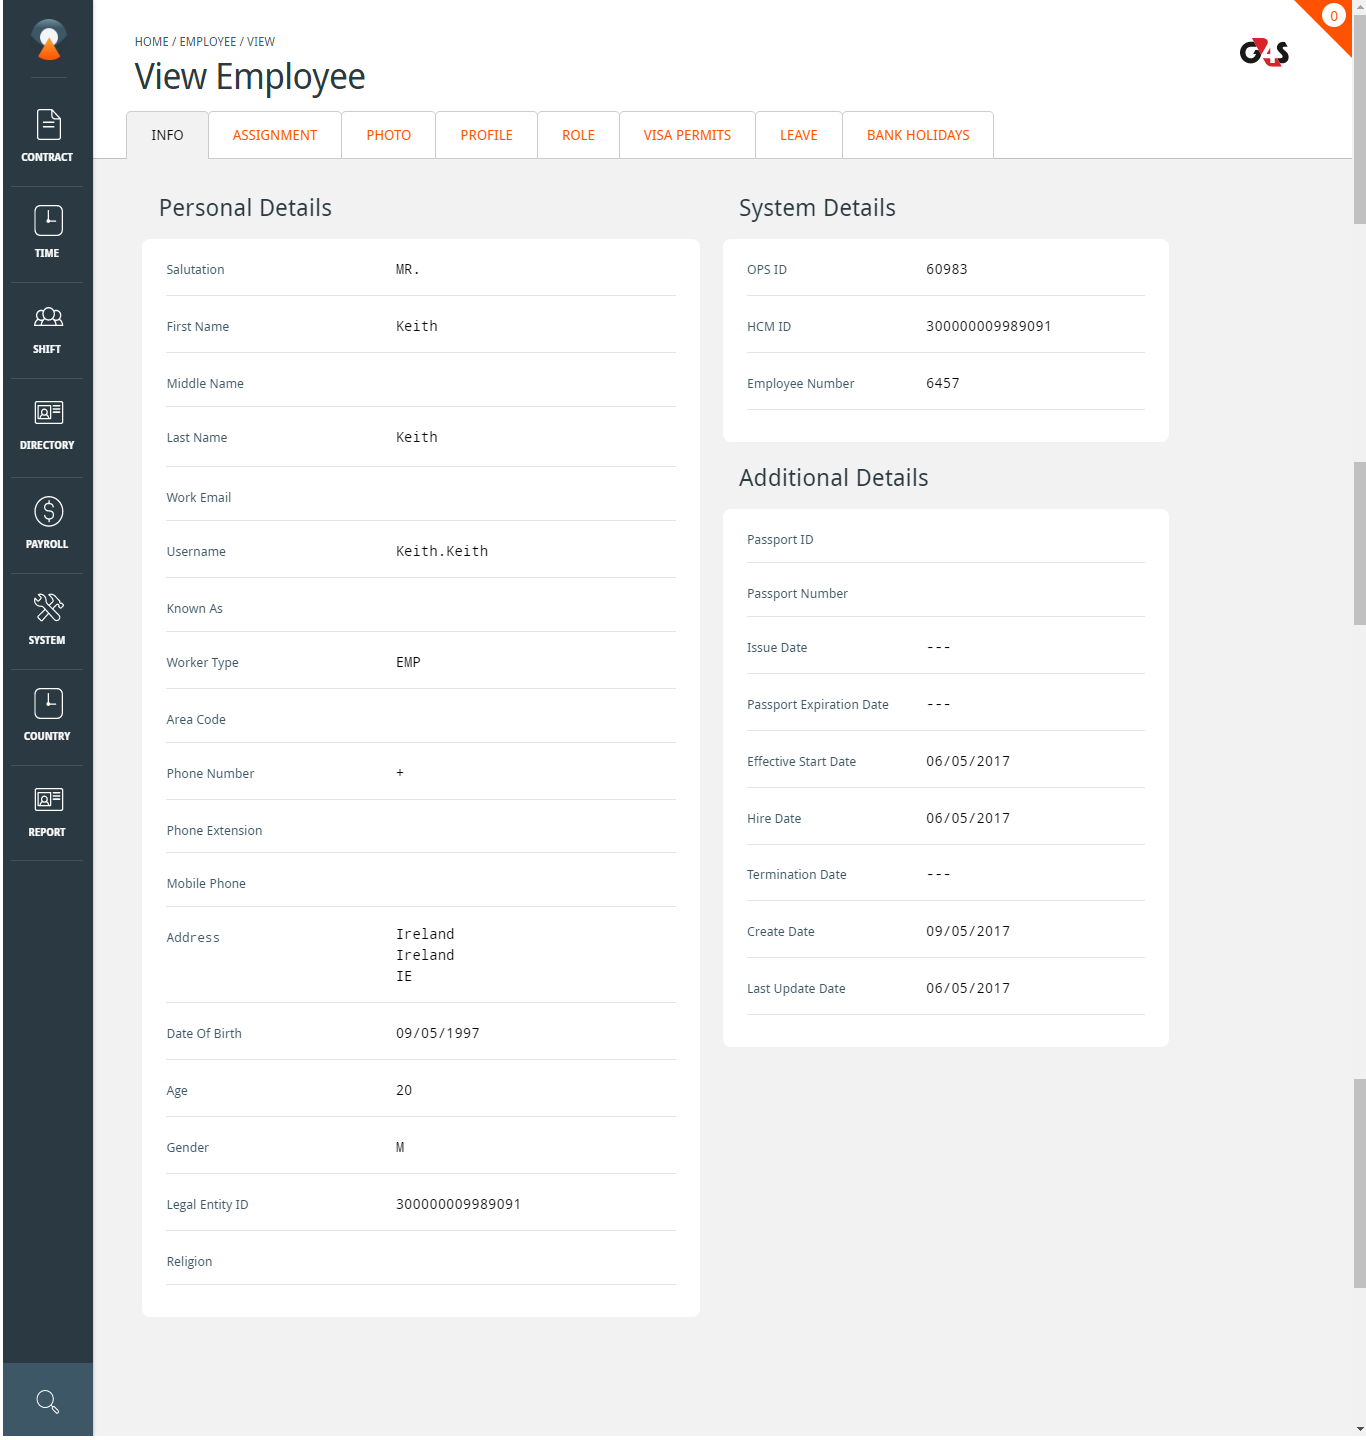 HOME / EMPLOYEE / VIEW
View Employee
G4S
0
INFO ASSIGNMENT PHOTO PROFILE ROLE VISA PERMITS LEAVE BANK HOLIDAYS
CONTRACT
TIME
SHIFT
DIRECTORY
PAYROLL
SYSTEM
COUNTRY
REPORT
Personal Details
Salutation MR.
First Name Keith
Middle Name
Last Name Keith
Work Email
Username Keith.Keith
Known As
Worker Type EMP
Area Code
Phone Number +
Phone Extension
Mobile Phone
Address Ireland
Ireland
IE
Date Of Birth 09/05/1997
Age 20
Gender M
Legal Entity ID 300000009989091
Religion
System Details
OPS ID 60983
HCM ID 300000009989091
Employee Number 6457
Additional Details
Passport ID
Passport Number
Issue Date ---
Passport Expiration Date ---
Effective Start Date 06/05/2017
Hire Date 06/05/2017
Termination Date ---
Create Date 09/05/2017
Last Update Date 06/05/2017